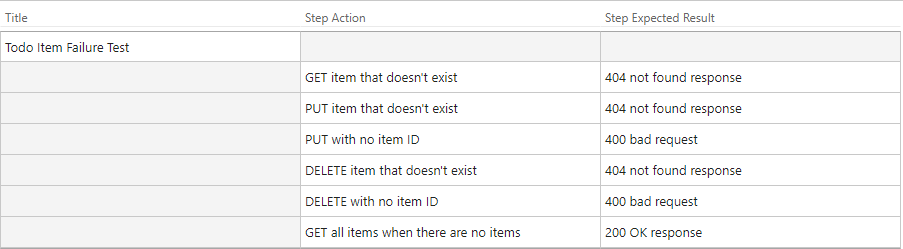 Title Step Action Step Expected Result
Todo Item Failure Test
GET item that doesn't exist 404 not found response
PUT item that doesn't exist 404 not found response
PUT with no item ID 400 bad request
DELETE item that doesn't exist 404 not found response
DELETE with no item ID 400 bad request
GET all items when there are no items 200 OK response